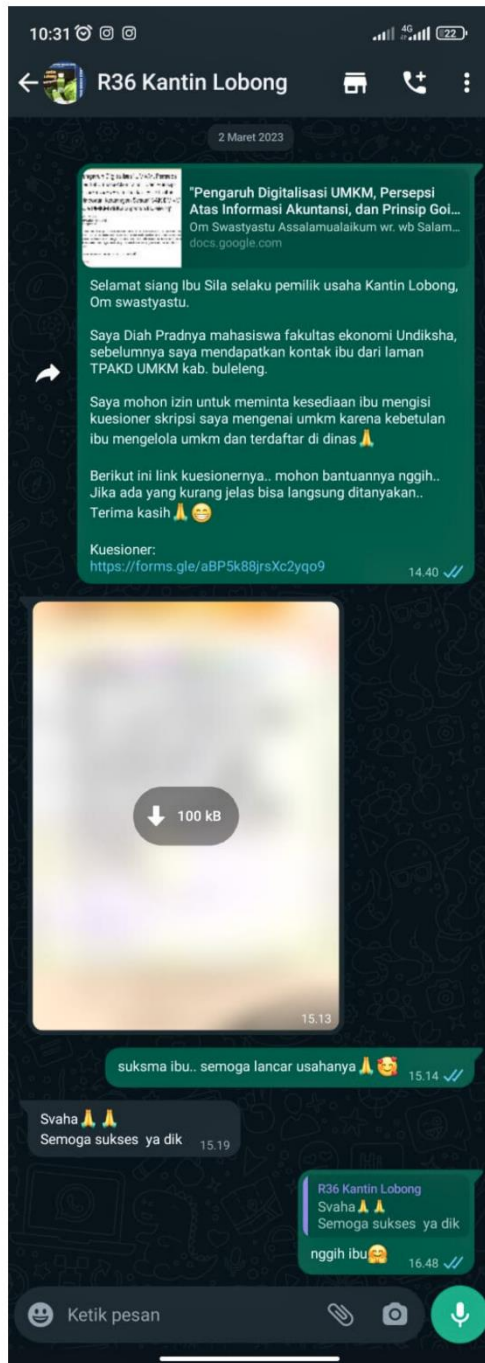 10:31
4G
22
R36 Kantin Lobong
2 Maret 2023
"Pengaruh Digitalisasi UMKM, Persepsi
Atas Informasi Akuntansi, dan Prinsip Goi...
Om Swastyastu Assalamualaikum wr. wb Salam...
docs.google.com
Selamat siang Ibu Sila selaku pemilik usaha Kantin Lobong,
Om swastyastu.
Saya Diah Pradnya mahasiswa fakultas ekonomi Undiksha,
sebelumnya saya mendapatkan kontak ibu dari laman
TPAKD UMKM kab. buleleng.
Saya mohon izin untuk meminta kesediaan ibu mengisi
kuesioner skripsi saya mengenai umkm karena kebetulan
ibu mengelola umkm dan terdaftar di dinas🙏
Berikut ini link kuesionernya.. mohon bantuannya nggih..
Jika ada yang kurang jelas bisa langsung ditanyakan..
Terima kasih🙏😁
Kuesioner:
https://forms.gle/aBP5k88jrsXc2yqo9
14.40
100 kB
15.13
suksma ibu.. semoga lancar usahanya🙏🥰
15.14
Svaha🙏🙏
Semoga sukses  ya dik
15.19
R36 Kantin Lobong
Svaha🙏🙏
Semoga sukses  ya dik
nggih ibu🤗
16.48
Ketik pesan